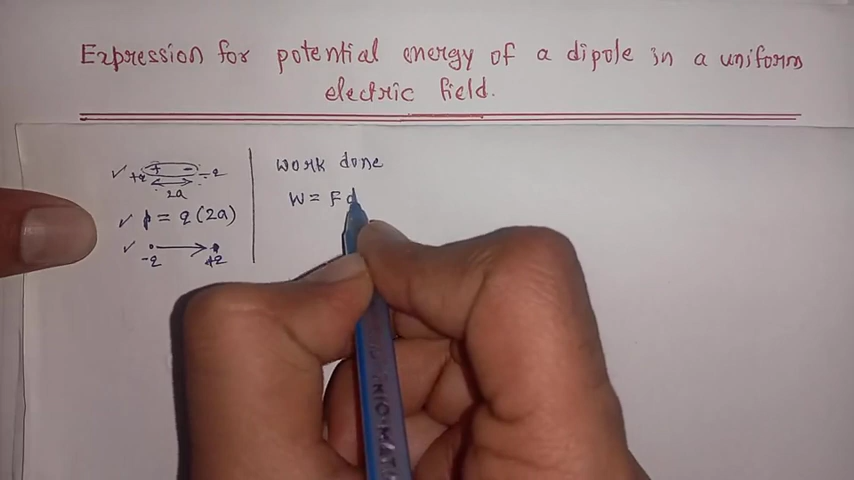 Expression for potential energy of a dipole in a uniform
electric field.
✓ +q + - -q
2a
✓ p = q (2a)
✓ -q +q
Work done
W = Fd